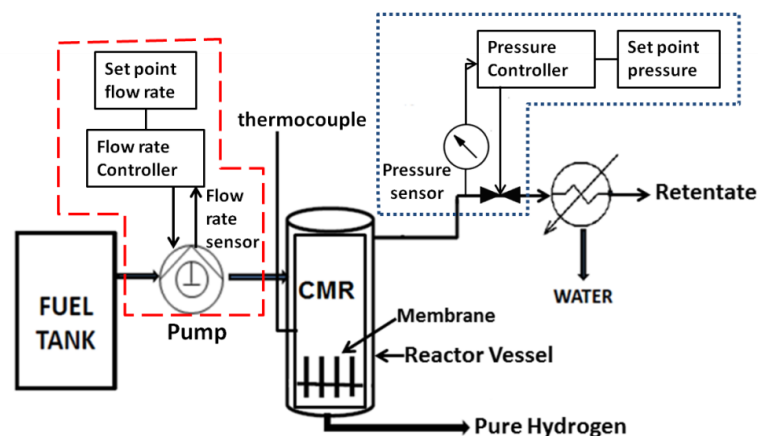 Set point
flow rate
Flow rate
Controller
Flow
rate
sensor
thermocouple
Pressure
Controller
Set point
pressure
Pressure
sensor
Retentate
WATER
FUEL
TANK
Pump
CMR
Membrane
Reactor Vessel
Pure Hydrogen